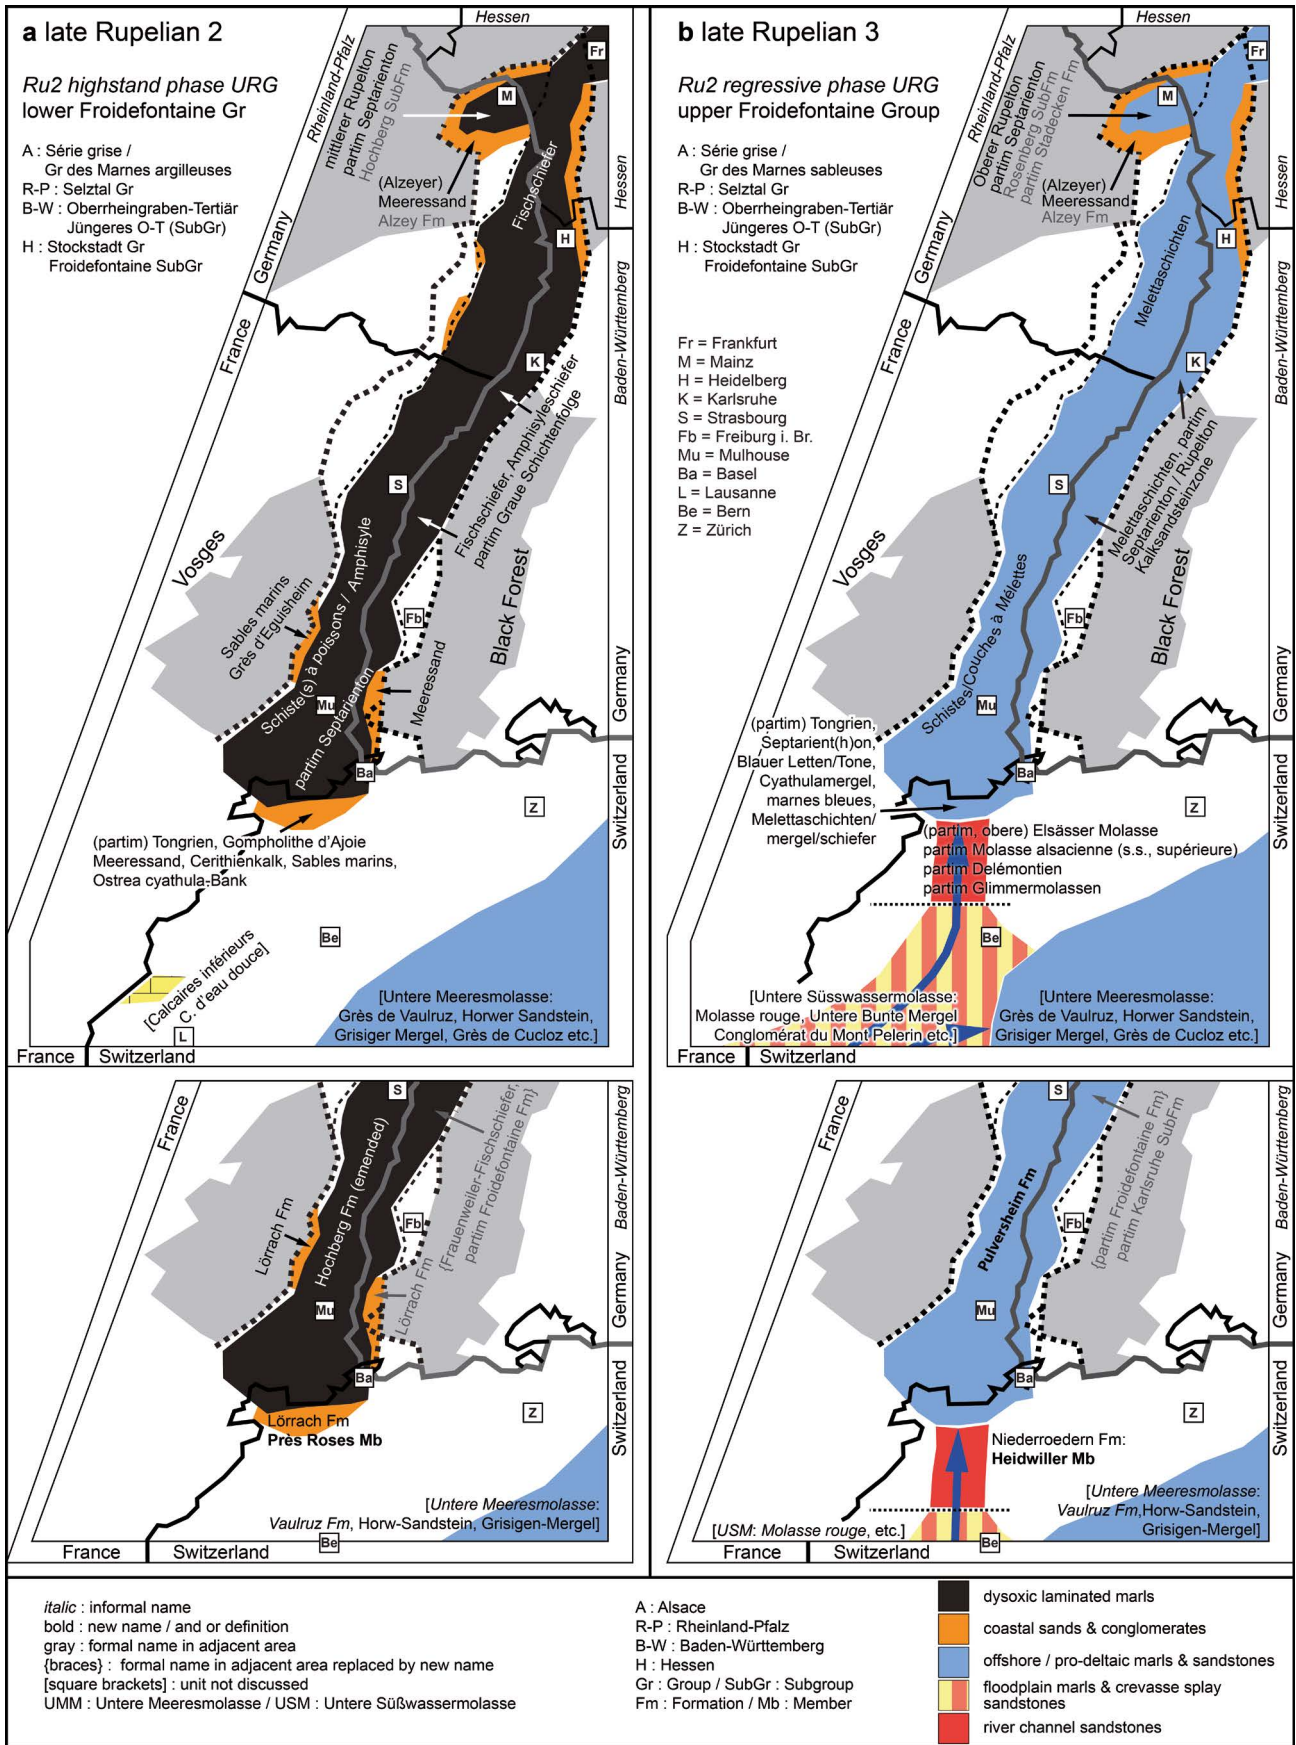 a late Rupelian 2
Ru2 highstand phase URG
lower Froidefontaine Gr
A : Série grise /
Gr des Marnes argilleuses
R-P : Selztal Gr
B-W : Oberrheingraben-Tertiär
Jüngeres O-T (SubGr)
H : Stockstadt Gr
Froidefontaine SubGr
Hessen
Rheinland-Pfalz
mittlerer Rupelton
partim Septarienton
Hochberg SubFm
Fr
M
(Alzeyer)
Meeressand
Alzey Fm
Fischschiefer
H
Hessen
Germany
France
Baden-Württemberg
K
Fischschiefer, Amphisyleschiefer
partim Graue Schichtenfolge
S
Vosges
Sables marins
Grès d'Eguisheim
Schiste(s) à poissons / Amphisyle
partim Septarienton
Fb
Black Forest
Meeressand
Mu
Ba
Germany
Switzerland
Z
(partim) Tongrien, Gompholithe d'Ajoie
Meeressand, Cerithienkalk, Sables marins,
Ostrea cyathula-Bank
Be
[Calcaires inférieurs
C. d'eau douce]
L
[Untere Meeresmolasse:
Grès de Vaulruz, Horwer Sandstein,
Grisiger Mergel, Grès de Cucloz etc.]
France
Switzerland
b late Rupelian 3
Ru2 regressive phase URG
upper Froidefontaine Group
A : Série grise /
Gr des Marnes sableuses
R-P : Selztal Gr
B-W : Oberrheingraben-Tertiär
Jüngeres O-T (SubGr)
H : Stockstadt Gr
Froidefontaine SubGr
Fr = Frankfurt
M = Mainz
H = Heidelberg
K = Karlsruhe
S = Strasbourg
Fb = Freiburg i. Br.
Mu = Mulhouse
Ba = Basel
L = Lausanne
Be = Bern
Z = Zürich
Hessen
Rheinland-Pfalz
Oberer Rupelton
partim Septarienton
Rosenberg SubFm
partim Stadecken Fm
Fr
M
(Alzeyer)
Meeressand
Alzey Fm
Melettaschichten
H
Hessen
Germany
France
Baden-Württemberg
K
Melettaschichten, partim
Septarienton / Rupelton
Kalksandsteinzone
S
Vosges
Schistes/Couches à Mélettes
Fb
Black Forest
Mu
Ba
Germany
Switzerland
Z
(partim) Tongrien,
Septarient(h)on,
Blauer Letten/Tone,
Cyathulamergel,
marnes bleues,
Melettaschichten/
mergel/schiefer
(partim, obere) Elsässer Molasse
partim Molasse alsacienne (s.s., supérieure)
partim Delémontien
partim Glimmermolassen
Be
[Untere Süsswassermolasse:
Molasse rouge, Untere Bunte Mergel
Conglomérat du Mont Pelerin etc.]
[Untere Meeresmolasse:
Grès de Vaulruz, Horwer Sandstein,
Grisiger Mergel, Grès de Cucloz etc.]
France
Switzerland
France
S
Baden-Württemberg
Lörrach Fm
Hochberg Fm (emended)
{Frauenweiler-Fischschiefer,
partim Froidefontaine Fm}
Fb
Lörrach Fm
Mu
Germany
Ba
Switzerland
Z
Lörrach Fm
Près Roses Mb
[Untere Meeresmolasse:
Vaulruz Fm, Horw-Sandstein, Grisigen-Mergel]
Be
France
Switzerland
France
S
Baden-Württemberg
Pulversheim Fm
{partim Froidefontaine Fm}
partim Karlsruhe SubFm
Fb
Mu
Germany
Ba
Switzerland
Z
Niederroedern Fm:
Heidwiller Mb
[Untere Meeresmolasse:
Vaulruz Fm,Horw-Sandstein,
Grisigen-Mergel]
[USM: Molasse rouge, etc.]
Be
France
Switzerland
italic : informal name
bold : new name / and or definition
gray : formal name in adjacent area
{braces} : formal name in adjacent area replaced by new name
[square brackets] : unit not discussed
UMM : Untere Meeresmolasse / USM : Untere Süßwassermolasse
A : Alsace
R-P : Rheinland-Pfalz
B-W : Baden-Württemberg
H : Hessen
Gr : Group / SubGr : Subgroup
Fm : Formation / Mb : Member
dysoxic laminated marls
coastal sands & conglomerates
offshore / pro-deltaic marls & sandstones
floodplain marls & crevasse splay
sandstones
river channel sandstones